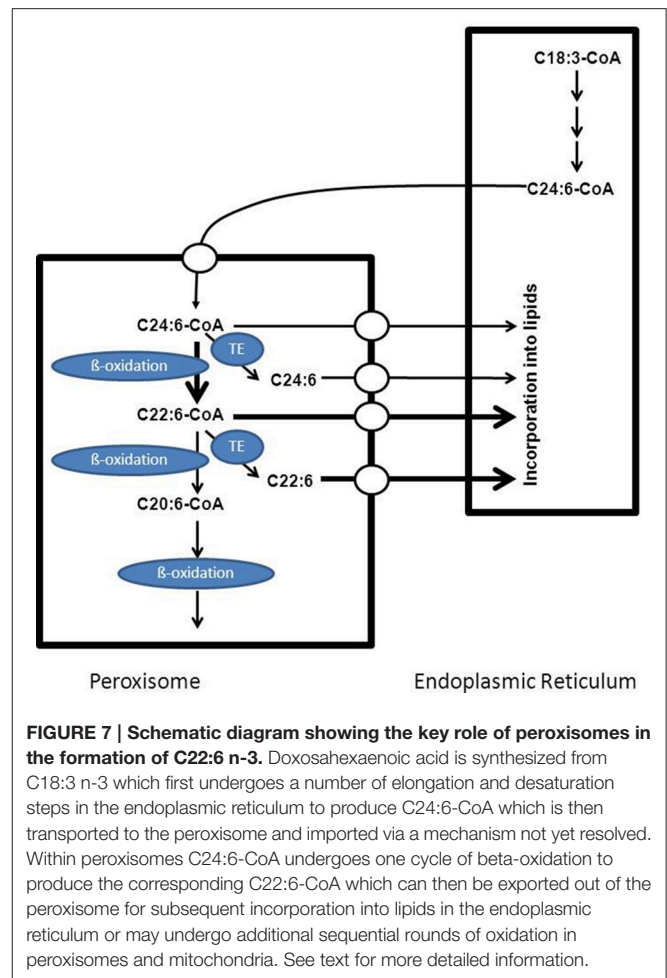 C18:3-CoA
C24:6-CoA
C24:6-CoA
TE
ß-oxidation
C24:6
C22:6-CoA
TE
ß-oxidation
C22:6
C20:6-CoA
ß-oxidation
Incorporation into lipids
Peroxisome
Endoplasmic Reticulum
FIGURE 7 | Schematic diagram showing the key role of peroxisomes in
the formation of C22:6 n-3. Doxosahexaenoic acid is synthesized from
C18:3 n-3 which first undergoes a number of elongation and desaturation
steps in the endoplasmic reticulum to produce C24:6-CoA which is then
transported to the peroxisome and imported via a mechanism not yet resolved.
Within peroxisomes C24:6-CoA undergoes one cycle of beta-oxidation to
produce the corresponding C22:6-CoA which can then be exported out of the
peroxisome for subsequent incorporation into lipids in the endoplasmic
reticulum or may undergo additional sequential rounds of oxidation in
peroxisomes and mitochondria. See text for more detailed information.